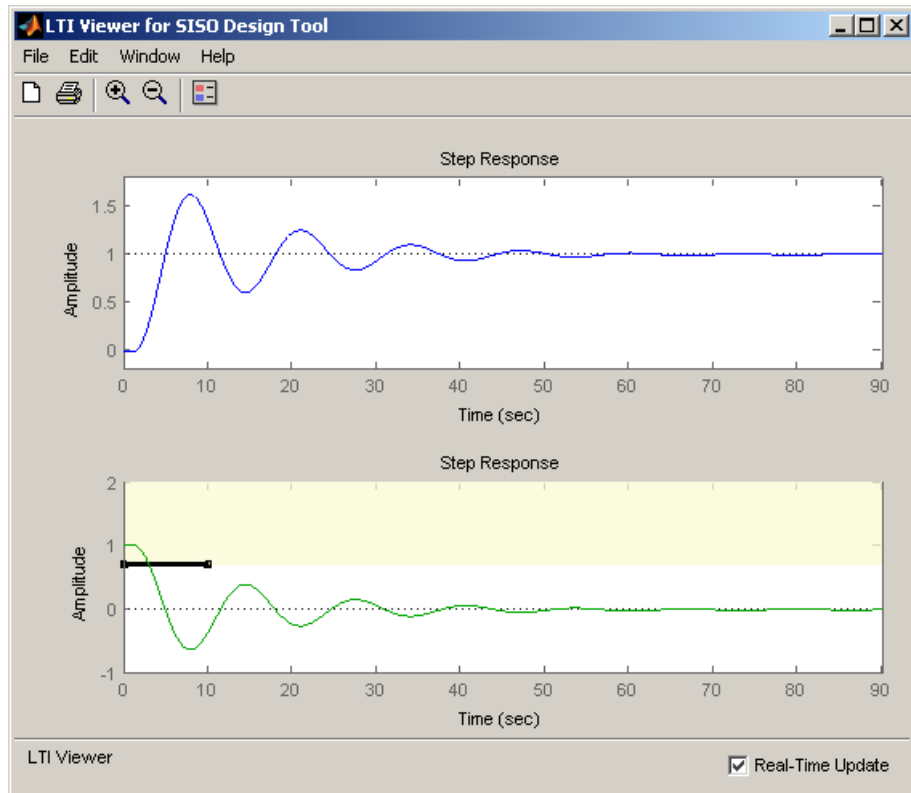 LTI Viewer for SISO Design Tool
File Edit Window Help
Step Response
1.5
1
0.5
0
Amplitude
0 10 20 30 40 50 60 70 80 90
Time (sec)
Step Response
2
1
0
-1
Amplitude
0 10 20 30 40 50 60 70 80 90
Time (sec)
LTI Viewer
Real-Time Update